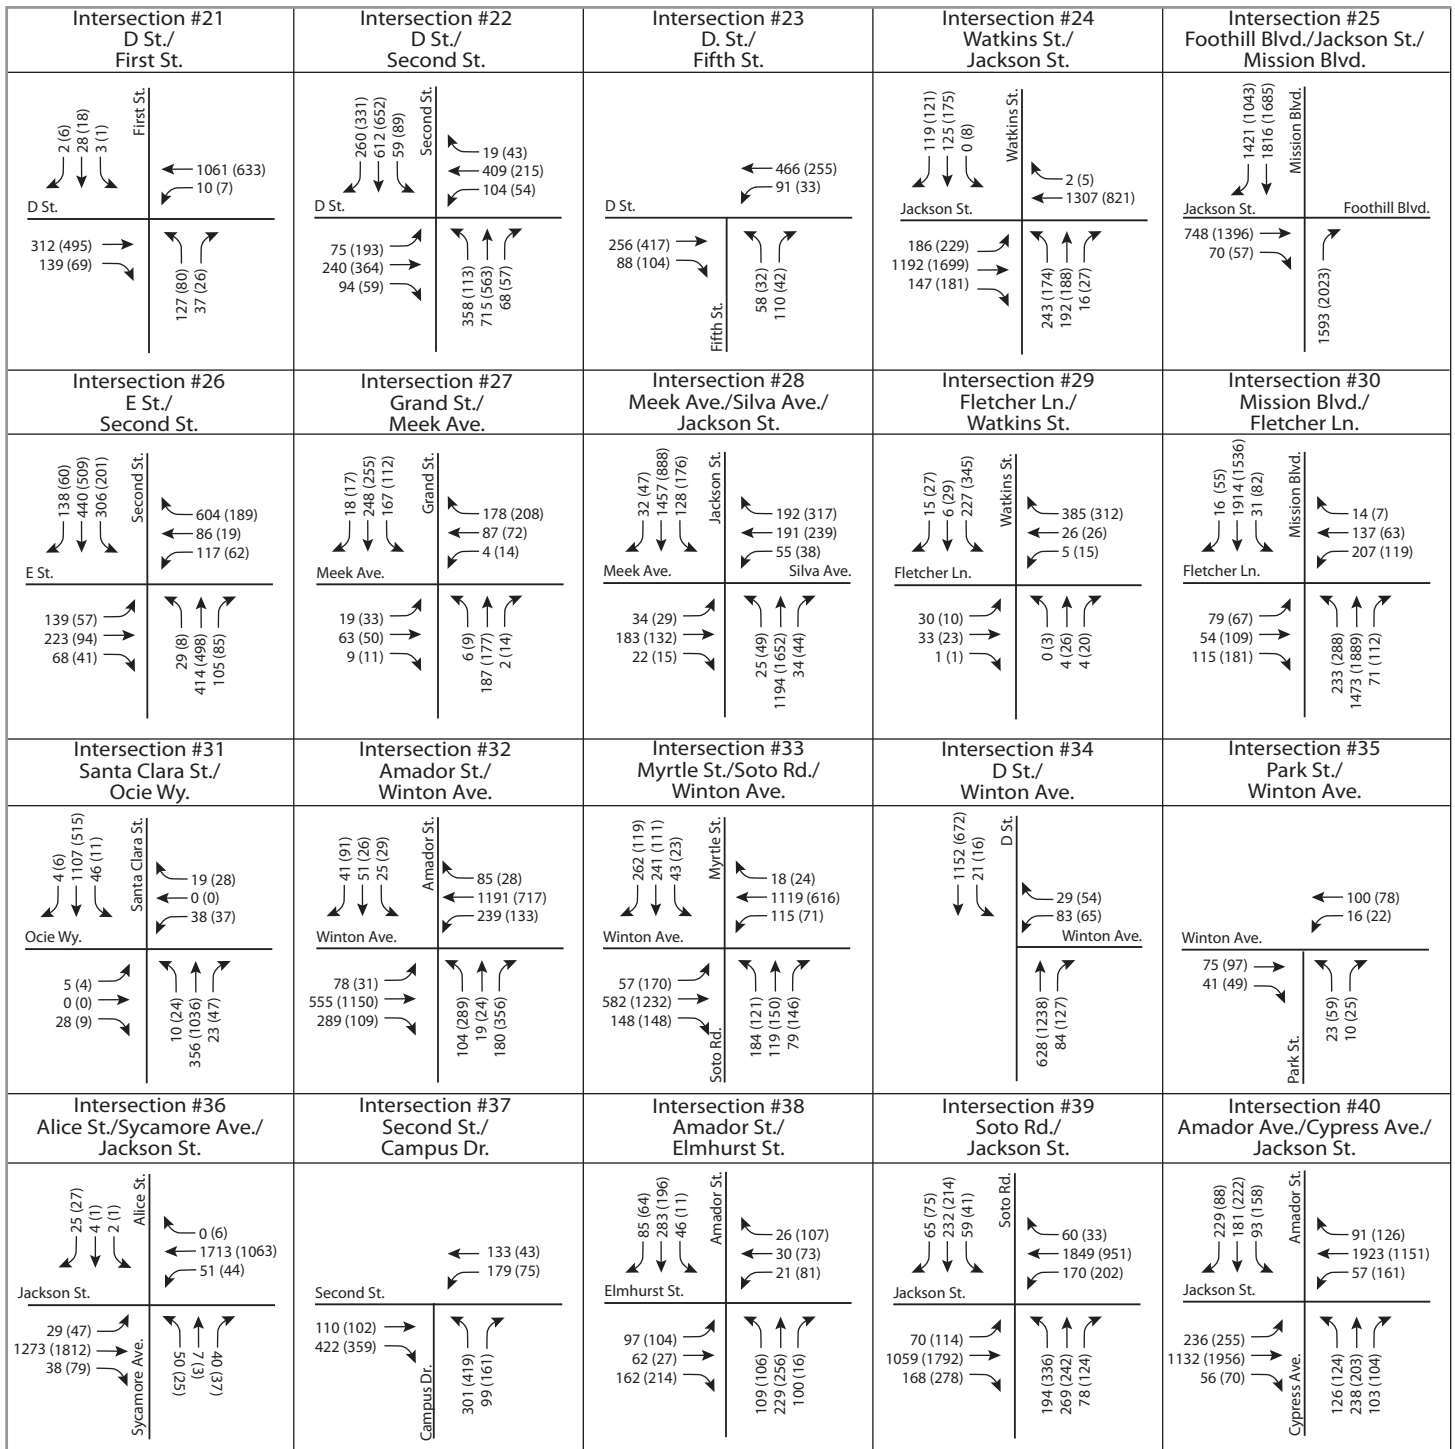 Intersection #21
D St./
First St.
2 (6)
28 (18)
3 (1)
First St.
1061 (633)
10 (7)
D St.
312 (495)
139 (69)
127 (80)
37 (26)
Intersection #22
D St./
Second St.
260 (331)
612 (652)
59 (89)
Second St.
19 (43)
409 (215)
104 (54)
D St.
75 (193)
240 (364)
94 (59)
358 (113)
715 (563)
68 (57)
Intersection #23
D. St./
Fifth St.
466 (255)
91 (33)
D St.
256 (417)
88 (104)
Fifth St.
58 (32)
110 (42)
Intersection #24
Watkins St./
Jackson St.
119 (121)
125 (175)
0 (8)
Watkins St.
2 (5)
1307 (821)
Jackson St.
186 (229)
1192 (1699)
147 (181)
243 (174)
192 (188)
16 (27)
Intersection #25
Foothill Blvd./Jackson St./
Mission Blvd.
1421 (1043)
1816 (1685)
Mission Blvd.
Jackson St.
Foothill Blvd.
748 (1396)
70 (57)
1593 (2023)
Intersection #26
E St./
Second St.
138 (60)
440 (509)
306 (201)
Second St.
604 (189)
86 (19)
117 (62)
E St.
139 (57)
223 (94)
68 (41)
29 (8)
414 (498)
105 (85)
Intersection #27
Grand St./
Meek Ave.
18 (17)
248 (255)
167 (112)
Grand St.
178 (208)
87 (72)
4 (14)
Meek Ave.
19 (33)
63 (50)
9 (11)
6 (9)
187 (177)
2 (14)
Intersection #28
Meek Ave./Silva Ave./
Jackson St.
32 (47)
1457 (888)
128 (176)
Jackson St.
192 (317)
191 (239)
55 (38)
Meek Ave.
Silva Ave.
34 (29)
183 (132)
22 (15)
25 (49)
1194 (1652)
34 (44)
Intersection #29
Fletcher Ln./
Watkins St.
15 (27)
6 (29)
227 (345)
Watkins St.
385 (312)
26 (26)
5 (15)
Fletcher Ln.
30 (10)
33 (23)
1 (1)
0 (3)
4 (26)
4 (20)
Intersection #30
Mission Blvd./
Fletcher Ln.
16 (55)
1914 (1536)
31 (82)
Mission Blvd.
14 (7)
137 (63)
207 (119)
Fletcher Ln.
79 (67)
54 (109)
115 (181)
233 (288)
1473 (1889)
71 (112)
Intersection #31
Santa Clara St./
Ocie Wy.
4 (6)
1107 (515)
46 (11)
Santa Clara St.
19 (28)
0 (0)
38 (37)
Ocie Wy.
5 (4)
0 (0)
28 (9)
10 (24)
356 (1036)
23 (47)
Intersection #32
Amador St./
Winton Ave.
41 (91)
51 (26)
25 (29)
Amador St.
85 (28)
1191 (717)
239 (133)
Winton Ave.
78 (31)
555 (1150)
289 (109)
104 (289)
19 (24)
180 (356)
Intersection #33
Myrtle St./Soto Rd./
Winton Ave.
262 (119)
241 (111)
43 (23)
Myrtle St.
18 (24)
1119 (616)
115 (71)
Winton Ave.
57 (170)
582 (1232)
148 (148)
Soto Rd.
184 (121)
119 (150)
79 (146)
Intersection #34
D St./
Winton Ave.
1152 (672)
21 (16)
D St.
29 (54)
83 (65)
Winton Ave.
628 (1238)
84 (127)
Intersection #35
Park St./
Winton Ave.
100 (78)
16 (22)
Winton Ave.
75 (97)
41 (49)
Park St.
23 (59)
10 (25)
Intersection #36
Alice St./Sycamore Ave./
Jackson St.
25 (27)
4 (1)
2 (1)
Alice St.
0 (6)
1713 (1063)
51 (44)
Jackson St.
29 (47)
1273 (1812)
38 (79)
Sycamore Ave.
50 (25)
7 (3)
40 (37)
Intersection #37
Second St./
Campus Dr.
133 (43)
179 (75)
Second St.
110 (102)
422 (359)
Campus Dr.
301 (419)
99 (161)
Intersection #38
Amador St./
Elmhurst St.
85 (64)
283 (196)
46 (11)
Amador St.
26 (107)
30 (73)
21 (81)
Elmhurst St.
97 (104)
62 (27)
162 (214)
109 (106)
229 (256)
100 (16)
Intersection #39
Soto Rd./
Jackson St.
65 (75)
232 (214)
59 (41)
Soto Rd.
60 (33)
1849 (951)
170 (202)
Jackson St.
70 (114)
1059 (1792)
168 (278)
194 (336)
269 (242)
78 (124)
Intersection #40
Amador Ave./Cypress Ave./
Jackson St.
229 (88)
181 (222)
93 (158)
Amador St.
91 (126)
1923 (1151)
57 (161)
Jackson St.
236 (255)
1132 (1956)
56 (70)
Cypress Ave.
126 (124)
238 (203)
103 (104)